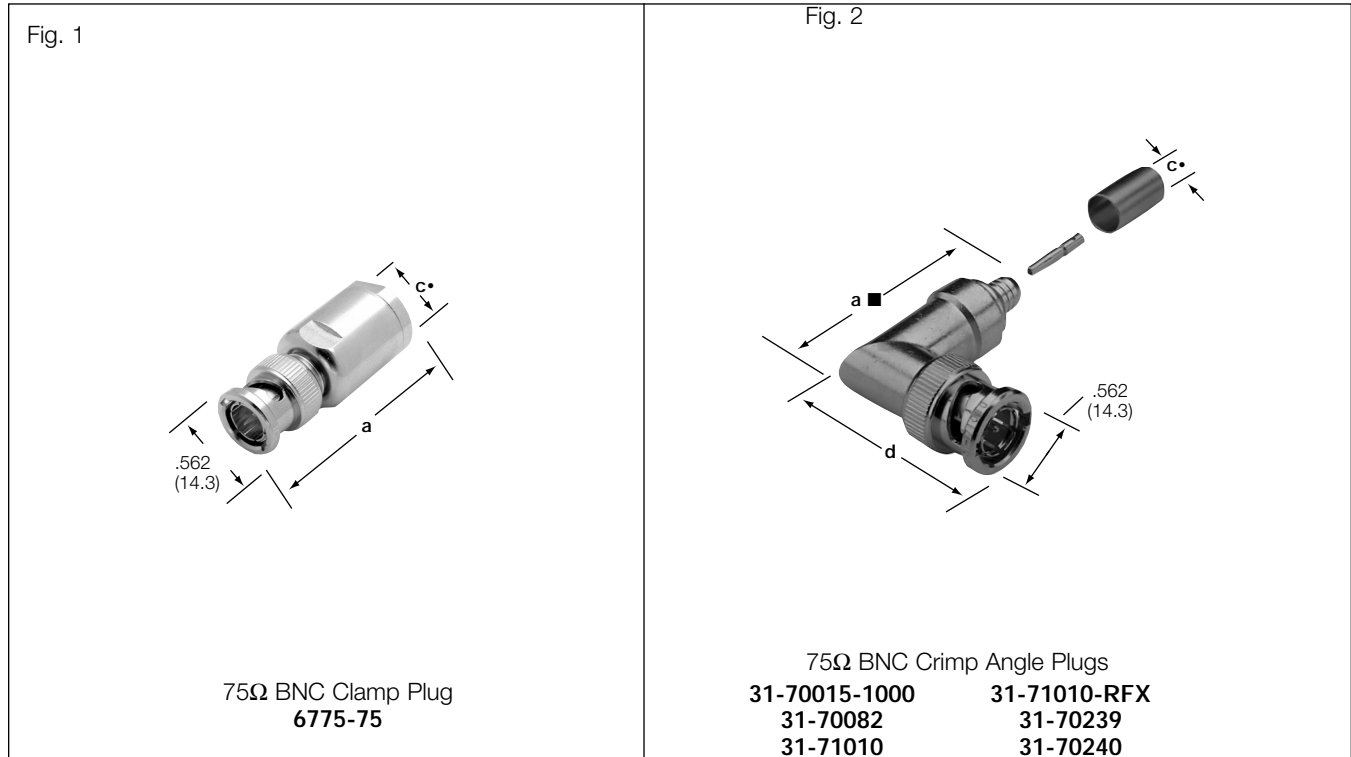 Fig. 1
c•
a
.562
(14.3)
75Ω BNC Clamp Plug
6775-75
Fig. 2
c•
a ■
.562
(14.3)
d
75Ω BNC Crimp Angle Plugs
31-70015-1000 31-71010-RFX
31-70082 31-70239
31-71010 31-70240